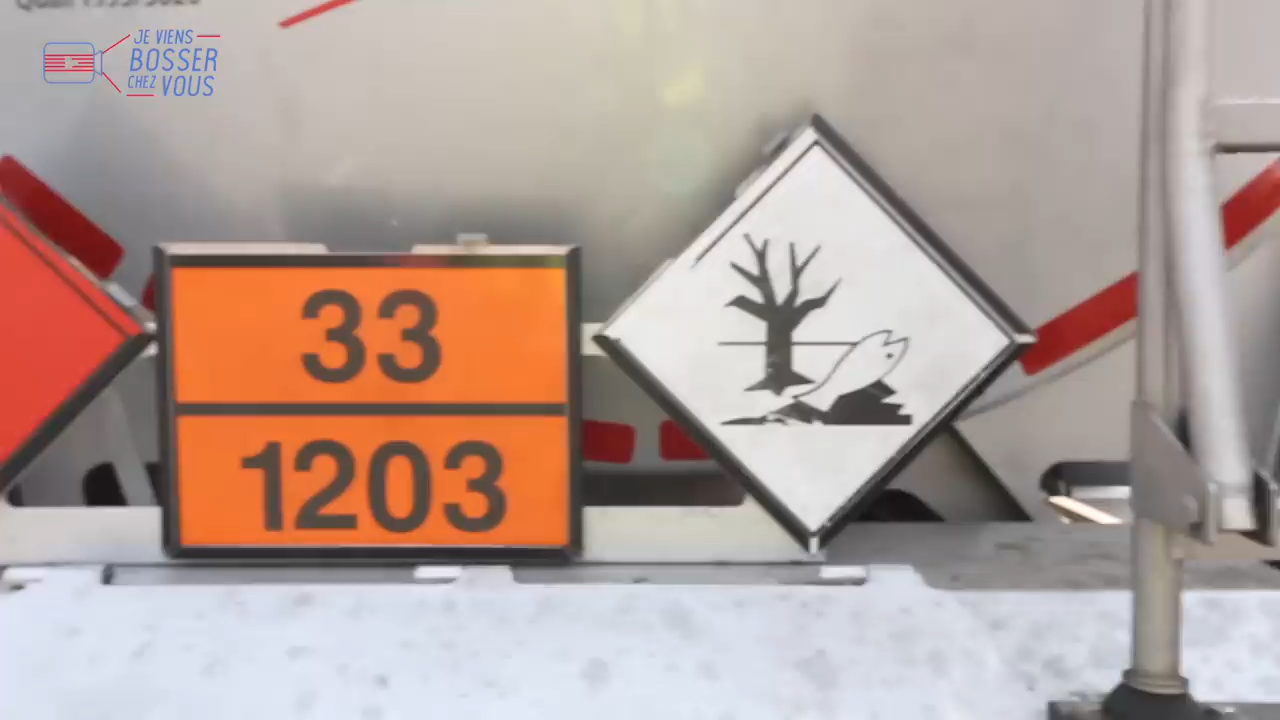 JE VIENS
BOSSER
CHEZ VOUS
33
1203